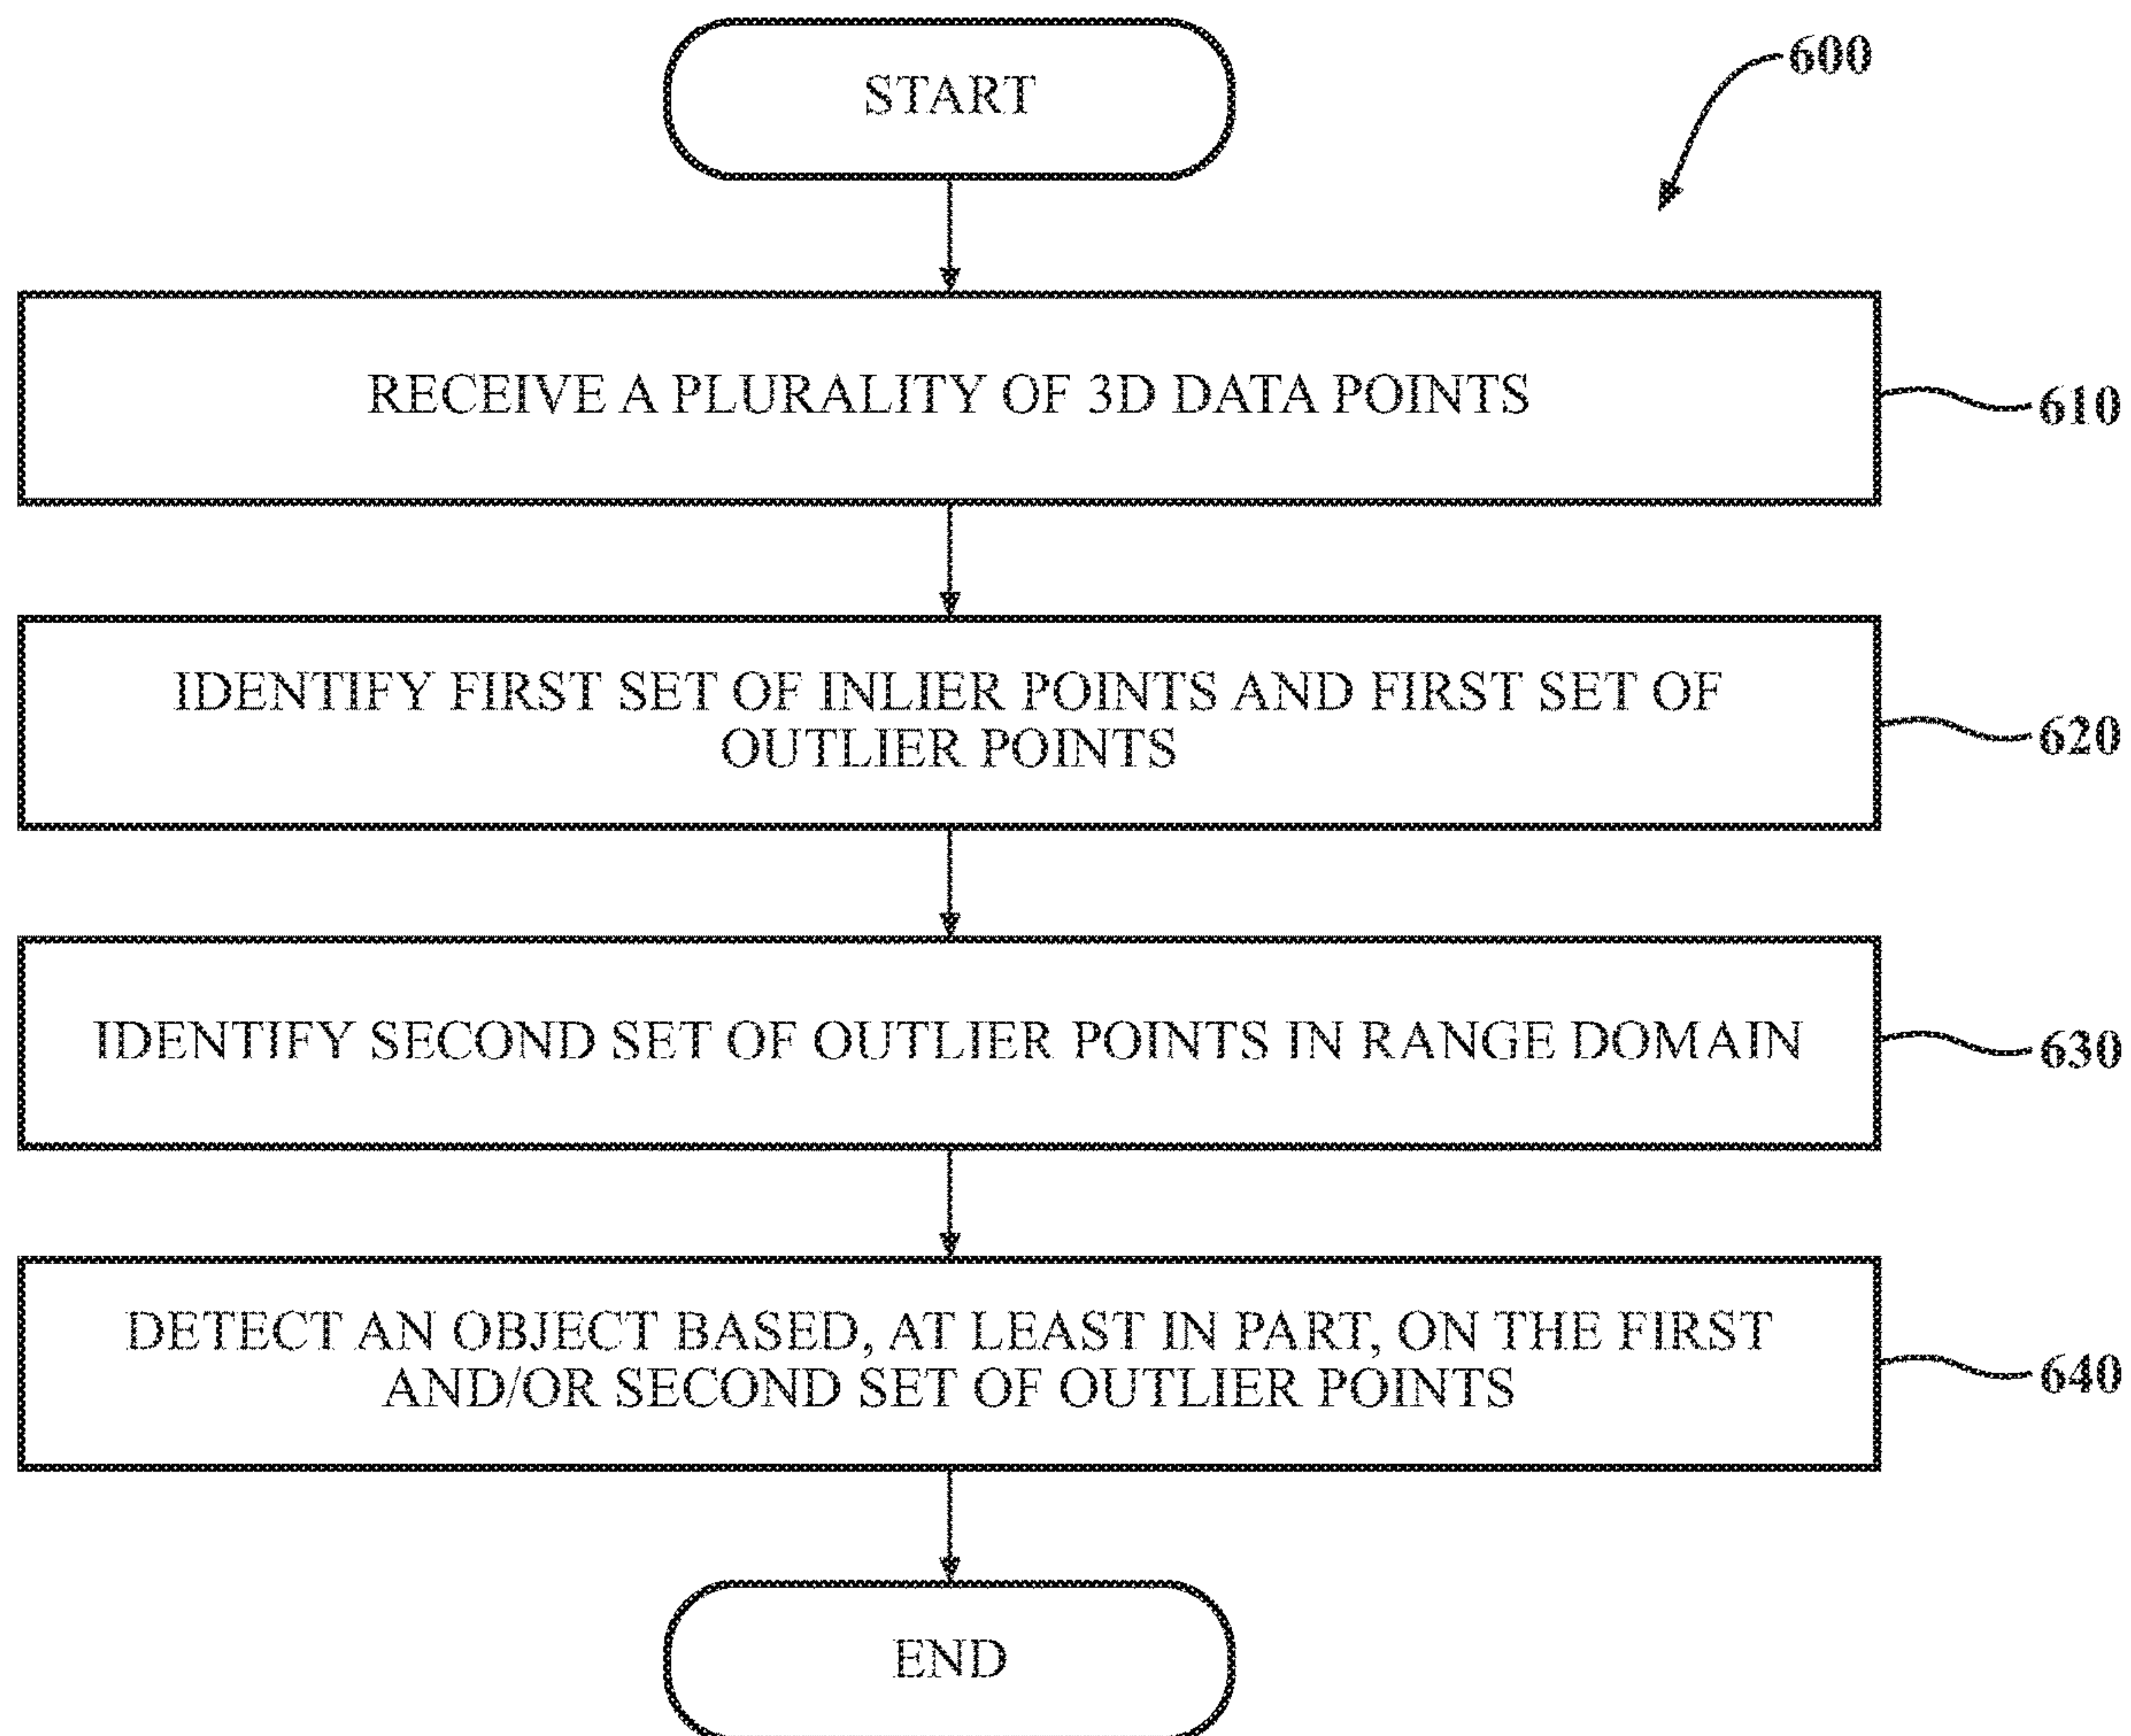 START
600
RECEIVE A PLURALITY OF 3D DATA POINTS
610
IDENTIFY FIRST SET OF INLIER POINTS AND FIRST SET OF
OUTLIER POINTS
620
IDENTIFY SECOND SET OF OUTLIER POINTS IN RANGE DOMAIN
630
DETECT AN OBJECT BASED, AT LEAST IN PART, ON THE FIRST
AND/OR SECOND SET OF OUTLIER POINTS
640
END